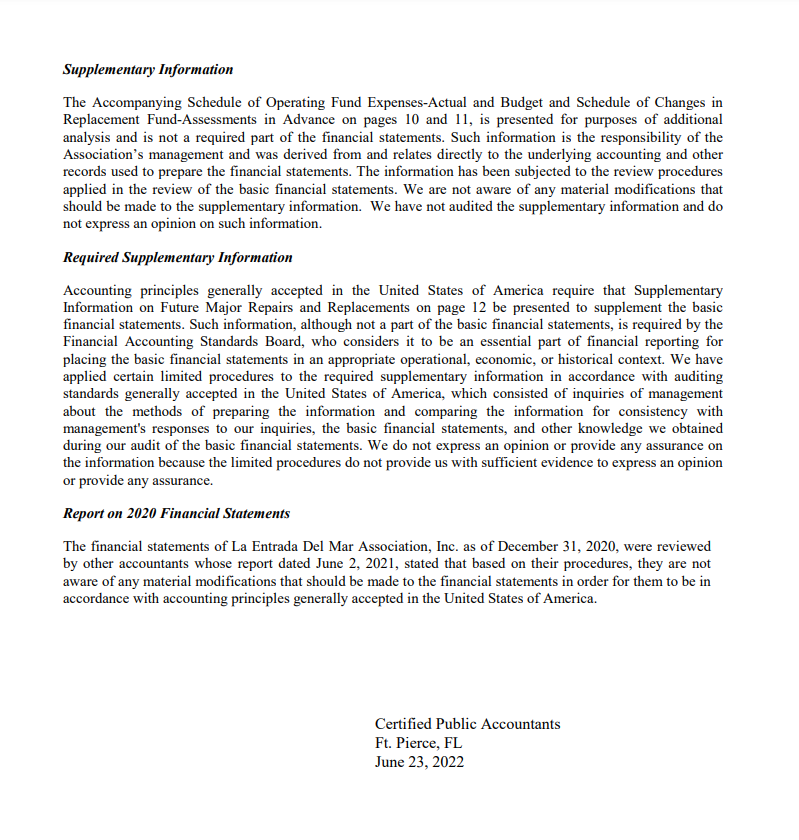 Supplementary Information
The Accompanying Schedule of Operating Fund Expenses-Actual and Budget and Schedule of Changes in
Replacement Fund-Assessments in Advance on pages 10 and 11, is presented for purposes of additional
analysis and is not a required part of the financial statements. Such information is the responsibility of the
Association's management and was derived from and relates directly to the underlying accounting and other
records used to prepare the financial statements. The information has been subjected to the review procedures
applied in the review of the basic financial statements. We are not aware of any material modifications that
should be made to the supplementary information.  We have not audited the supplementary information and do
not express an opinion on such information.
Required Supplementary Information
Accounting principles generally accepted in the United States of America require that Supplementary
Information on Future Major Repairs and Replacements on page 12 be presented to supplement the basic
financial statements. Such information, although not a part of the basic financial statements, is required by the
Financial Accounting Standards Board, who considers it to be an essential part of financial reporting for
placing the basic financial statements in an appropriate operational, economic, or historical context. We have
applied certain limited procedures to the required supplementary information in accordance with auditing
standards generally accepted in the United States of America, which consisted of inquiries of management
about the methods of preparing the information and comparing the information for consistency with
management's responses to our inquiries, the basic financial statements, and other knowledge we obtained
during our audit of the basic financial statements. We do not express an opinion or provide any assurance on
the information because the limited procedures do not provide us with sufficient evidence to express an opinion
or provide any assurance.
Report on 2020 Financial Statements
The financial statements of La Entrada Del Mar Association, Inc. as of December 31, 2020, were reviewed
by other accountants whose report dated June 2, 2021, stated that based on their procedures, they are not
aware of any material modifications that should be made to the financial statements in order for them to be in
accordance with accounting principles generally accepted in the United States of America.
Certified Public Accountants
Ft. Pierce, FL
June 23, 2022